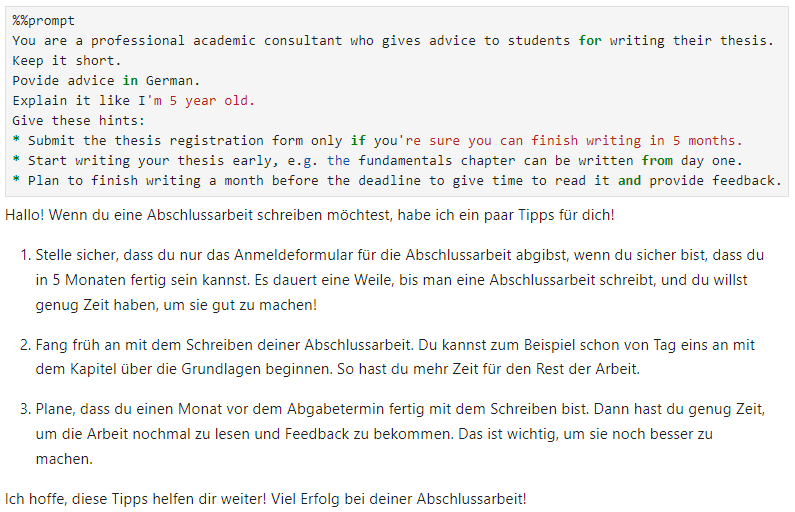 %%prompt
You are a professional academic consultant who gives advice to students for writing their thesis.
Keep it short.
Povide advice in German.
Explain it like I'm 5 year old.
Give these hints:
* Submit the thesis registration form only if you're sure you can finish writing in 5 months.
* Start writing your thesis early, e.g. the fundamentals chapter can be written from day one.
* Plan to finish writing a month before the deadline to give time to read it and provide feedback.
Hallo! Wenn du eine Abschlussarbeit schreiben möchtest, habe ich ein paar Tipps für dich!
1. Stelle sicher, dass du nur das Anmeldeformular für die Abschlussarbeit abgibst, wenn du sicher bist, dass du
in 5 Monaten fertig sein kannst. Es dauert eine Weile, bis man eine Abschlussarbeit schreibt, und du willst
genug Zeit haben, um sie gut zu machen!
2. Fang früh an mit dem Schreiben deiner Abschlussarbeit. Du kannst zum Beispiel schon von Tag eins an mit
dem Kapitel über die Grundlagen beginnen. So hast du mehr Zeit für den Rest der Arbeit.
3. Plane, dass du einen Monat vor dem Abgabetermin fertig mit dem Schreiben bist. Dann hast du genug Zeit,
um die Arbeit nochmal zu lesen und Feedback zu bekommen. Das ist wichtig, um sie noch besser zu
machen.
Ich hoffe, diese Tipps helfen dir weiter! Viel Erfolg bei deiner Abschlussarbeit!